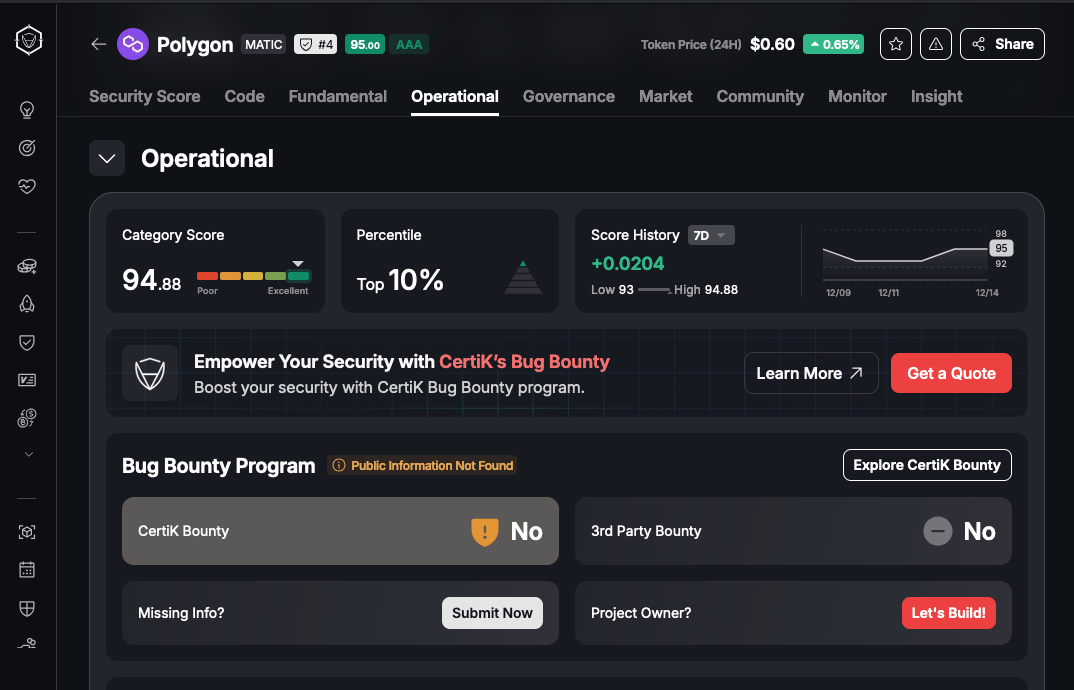 Polygon MATIC #4 95.00 AAA Token Price (24H) $0.60 0.65% Share
Security Score Code Fundamental Operational Governance Market Community Monitor Insight
Operational
Category Score
94.88
Poor Excellent
Percentile
Top 10%
Score History 7D
+0.0204
Low 93 High 94.88
98
95
92
12/09 12/11 12/14
Empower Your Security with CertiK's Bug Bounty
Boost your security with CertiK Bug Bounty program.
Learn More
Get a Quote
Bug Bounty Program Public Information Not Found Explore CertiK Bounty
CertiK Bounty No
3rd Party Bounty No
Missing Info? Submit Now
Project Owner? Let's Build!